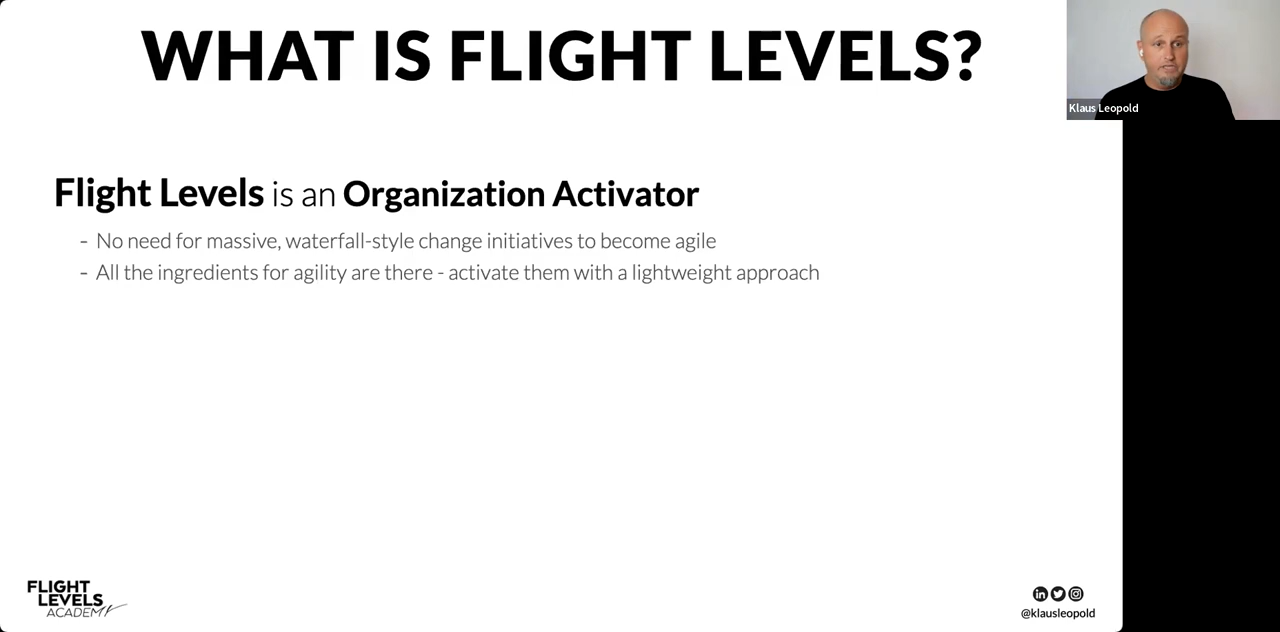 WHAT IS FLIGHT LEVELS?
Klaus Leopold
Flight Levels is an Organization Activator
- No need for massive, waterfall-style change initiatives to become agile
- All the ingredients for agility are there - activate them with a lightweight approach
FLIGHT
LEVELS
ACADEMY
in
@klausleopold